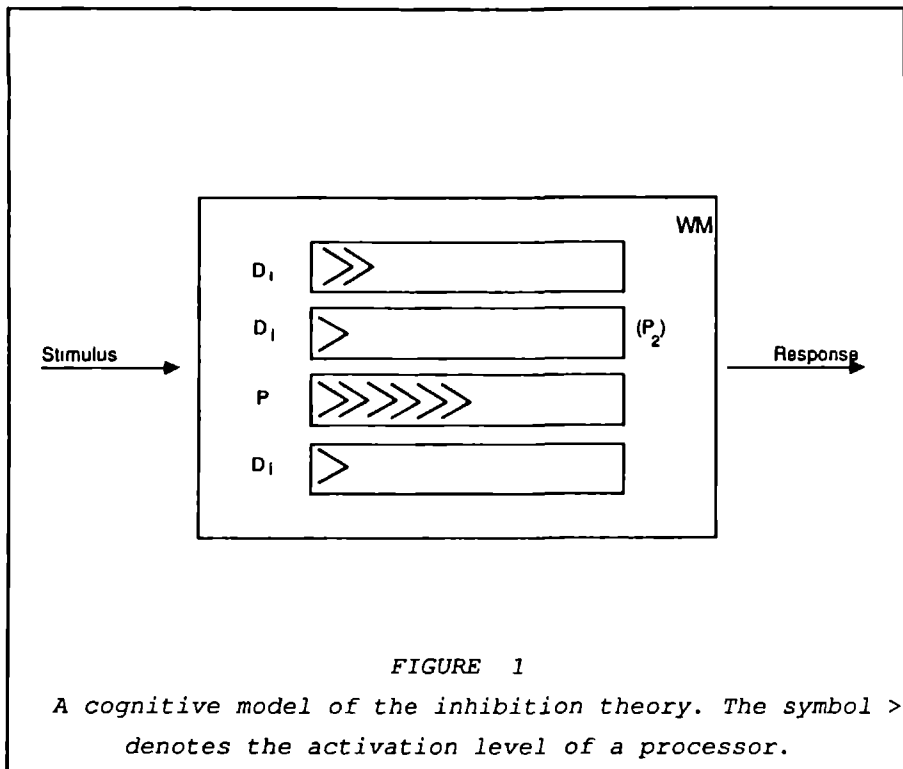 WM
D₁
D₁ (P₂)
Stimulus
Response
P
D i
FIGURE 1
A cognitive model of the inhibition theory. The symbol >
denotes the activation level of a processor.